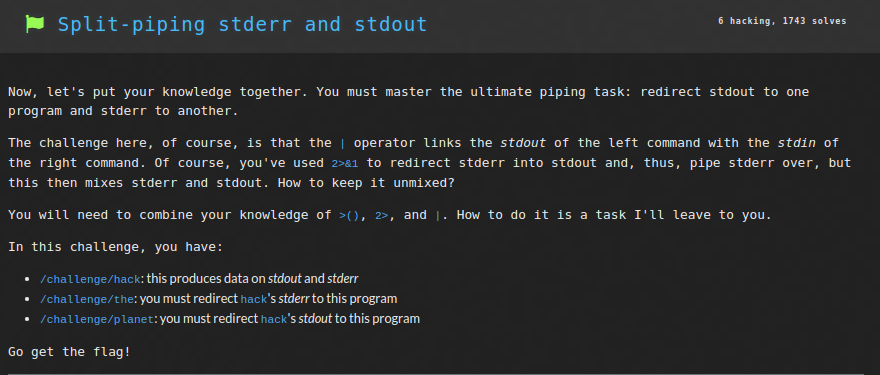 Split-piping stderr and stdout
6 hacking, 1743 solves
Now, let's put your knowledge together. You must master the ultimate piping task: redirect stdout to one
program and stderr to another.
The challenge here, of course, is that the | operator links the stdout of the left command with the stdin of
the right command. Of course, you've used 2>&1 to redirect stderr into stdout and, thus, pipe stderr over, but
this then mixes stderr and stdout. How to keep it unmixed?
You will need to combine your knowledge of >(), 2>, and |. How to do it is a task I'll leave to you.
In this challenge, you have:
• /challenge/hack: this produces data on stdout and stderr
• /challenge/the: you must redirect hack's stderr to this program
• /challenge/planet: you must redirect hack's stdout to this program
Go get the flag!